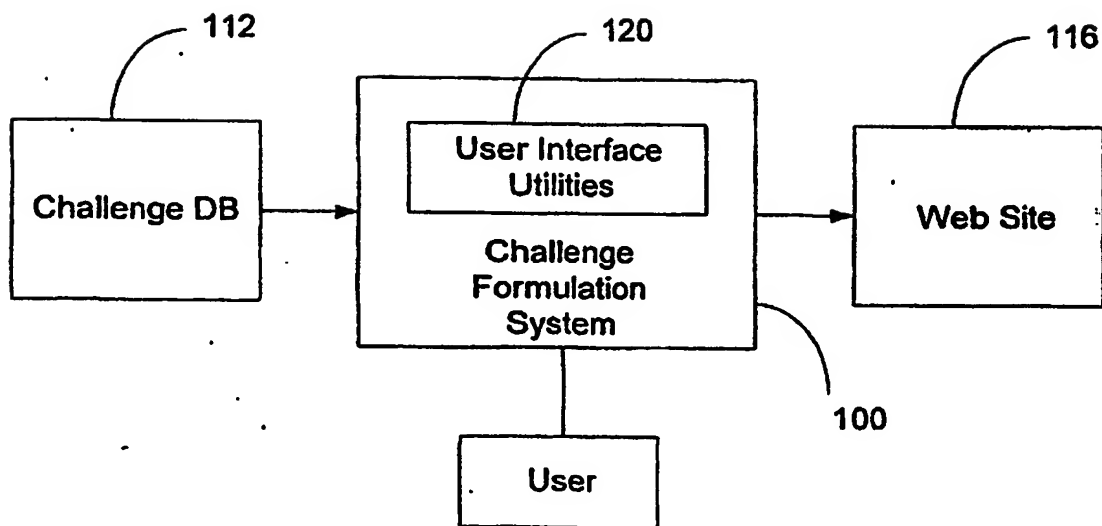 112
120
116
Challenge DB
User Interface
Utilities
Challenge
Formulation
System
Web Site
100
User